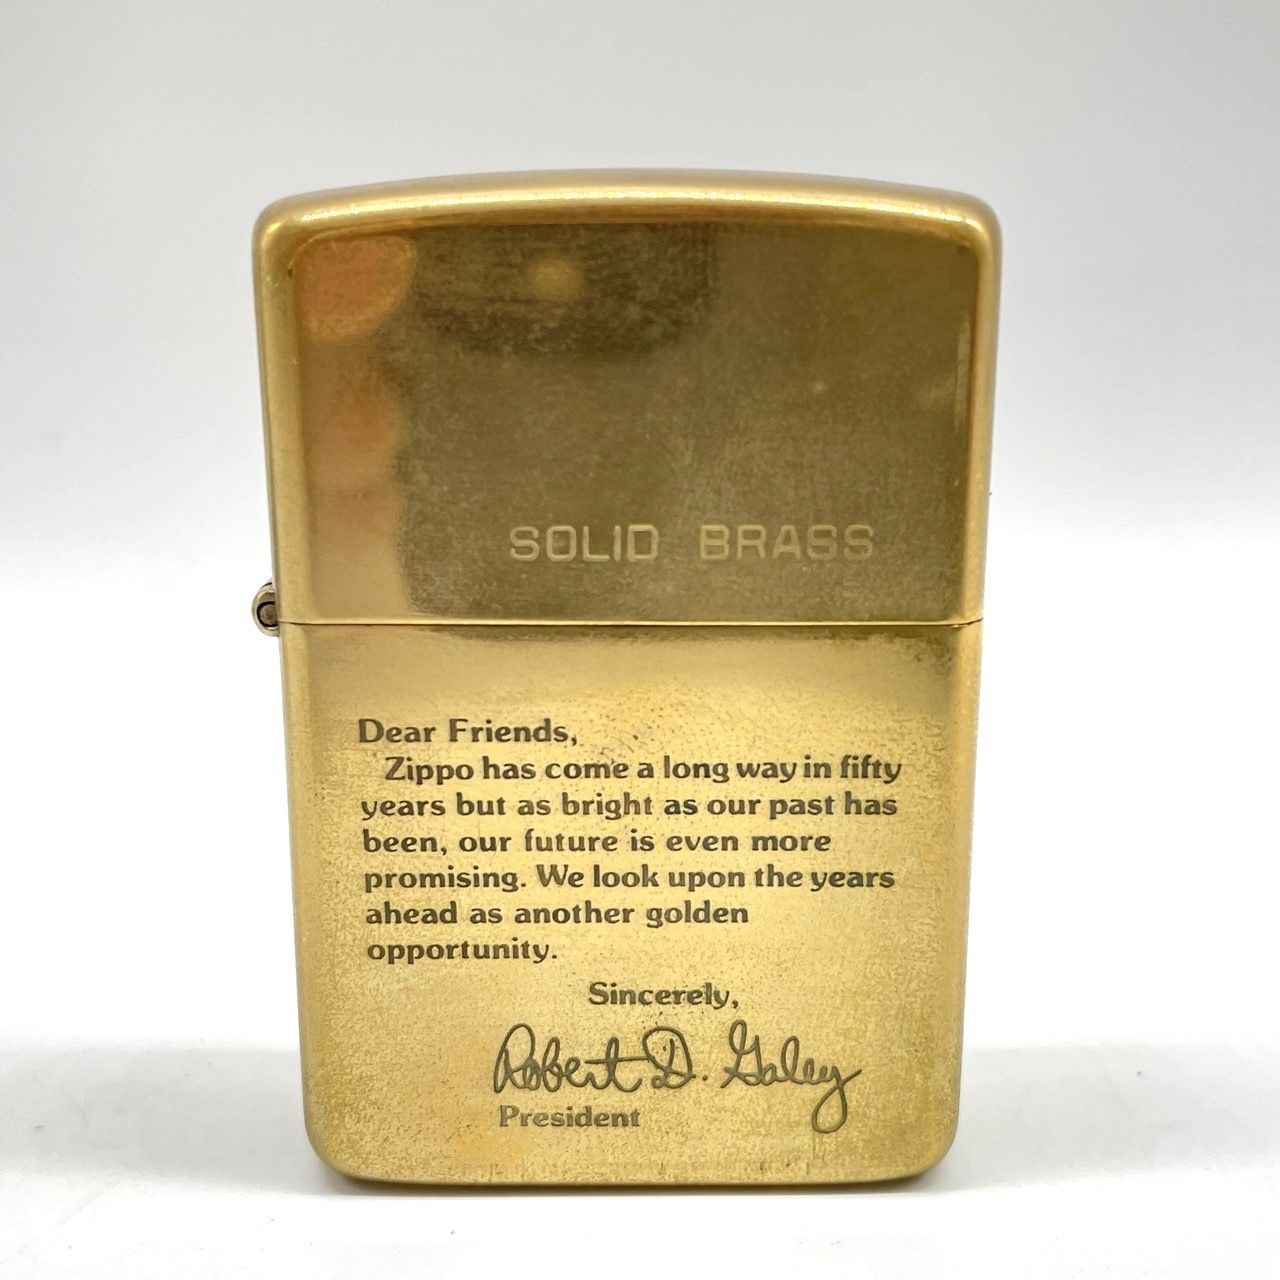 SOLID BRASS
Dear Friends,
Zippo has come a long way in fifty
years but as bright as our past has
been, our future is even more
promising. We look upon the years
ahead as another golden
opportunity.
Sincerely,
Robert D. Galey
President